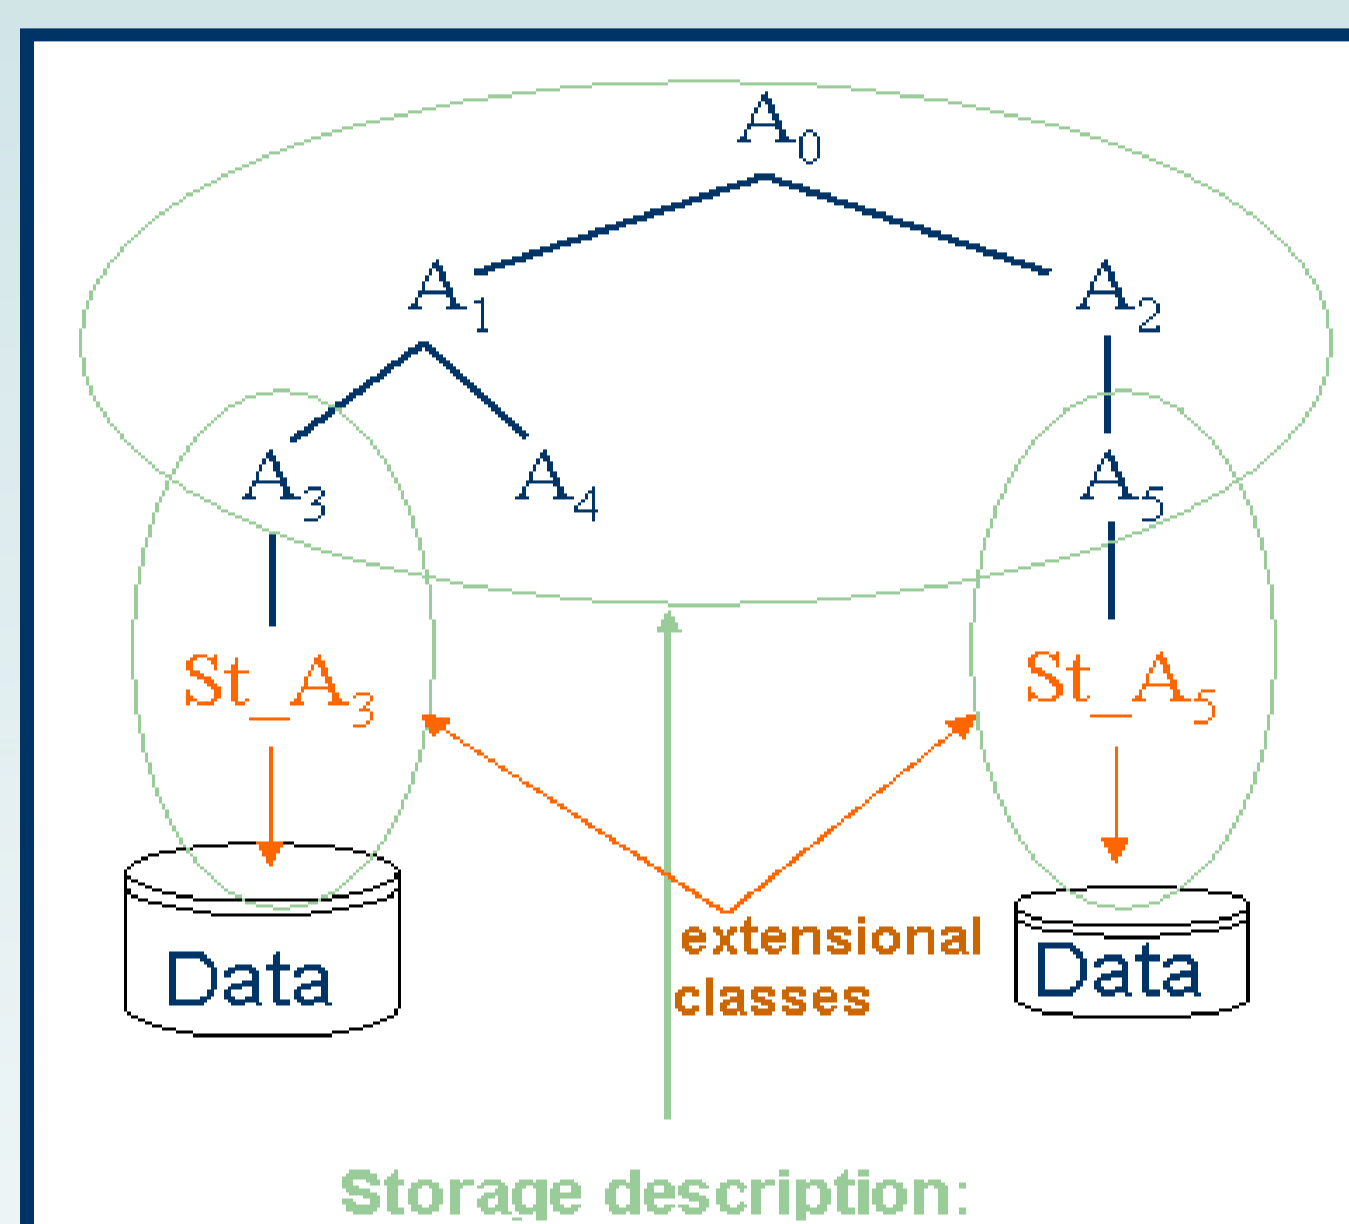 A₀
A₁ A₂
A₃ A₄ A₅
St_A₃ St_A₅
extensional
classes
Data Data
Storage description: